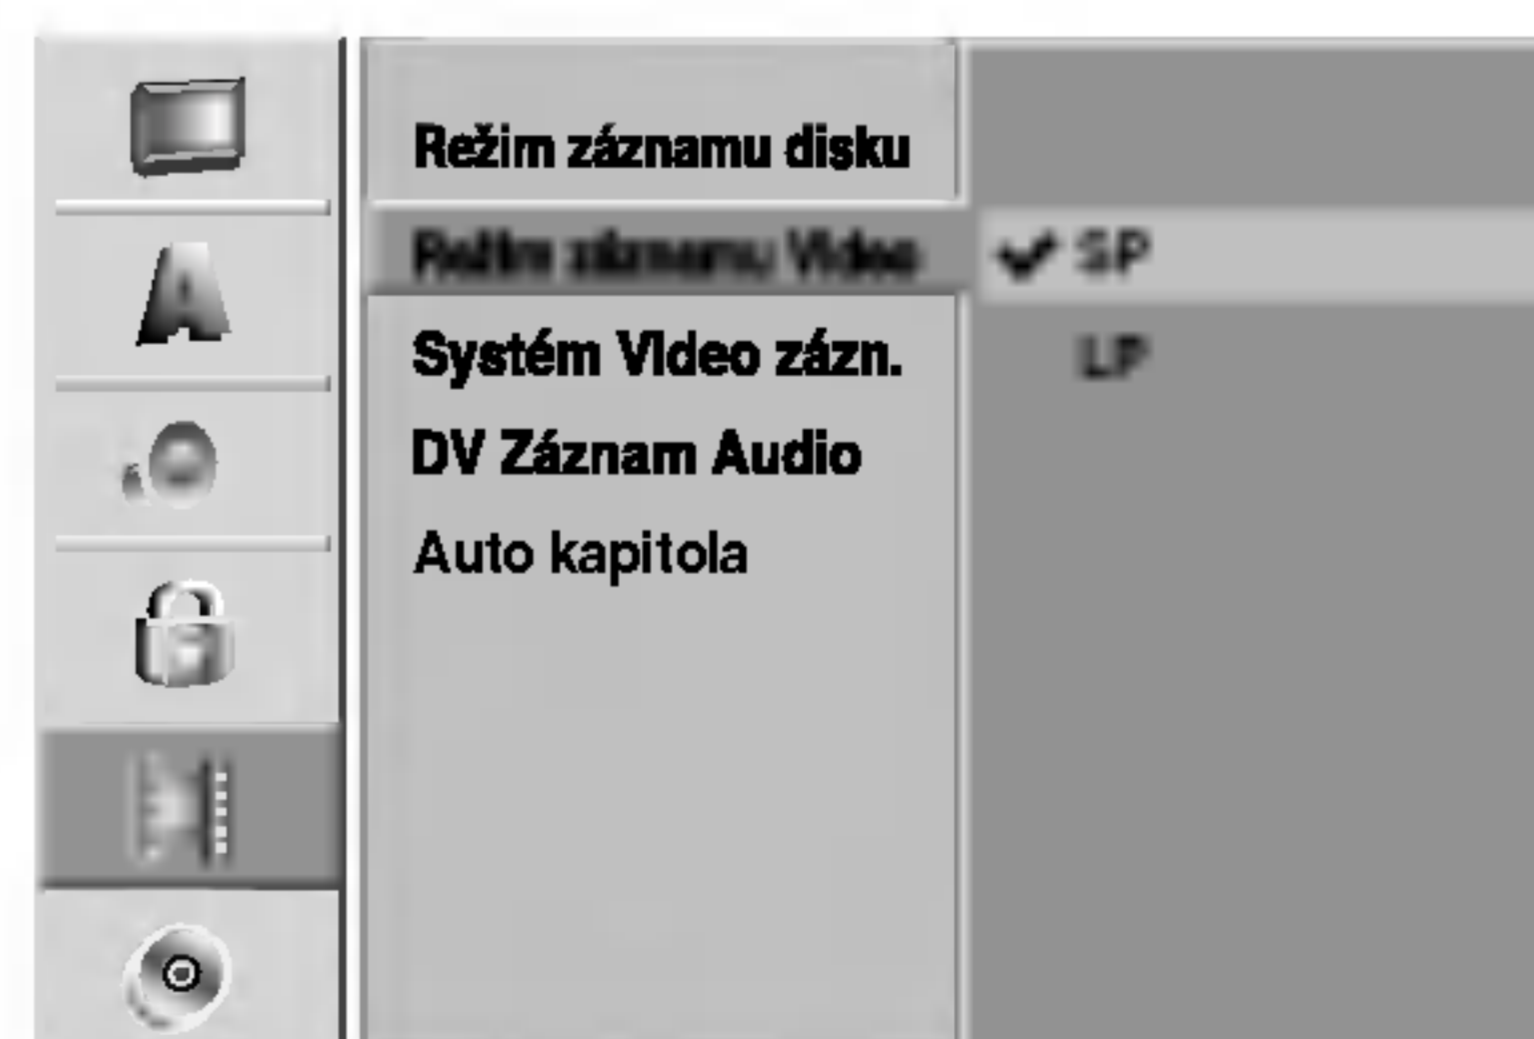 Režim záznamu disku
Režim záznamu Video
SP
Systém Video zázn.
LP
DV Záznam Audio
Auto kapitola